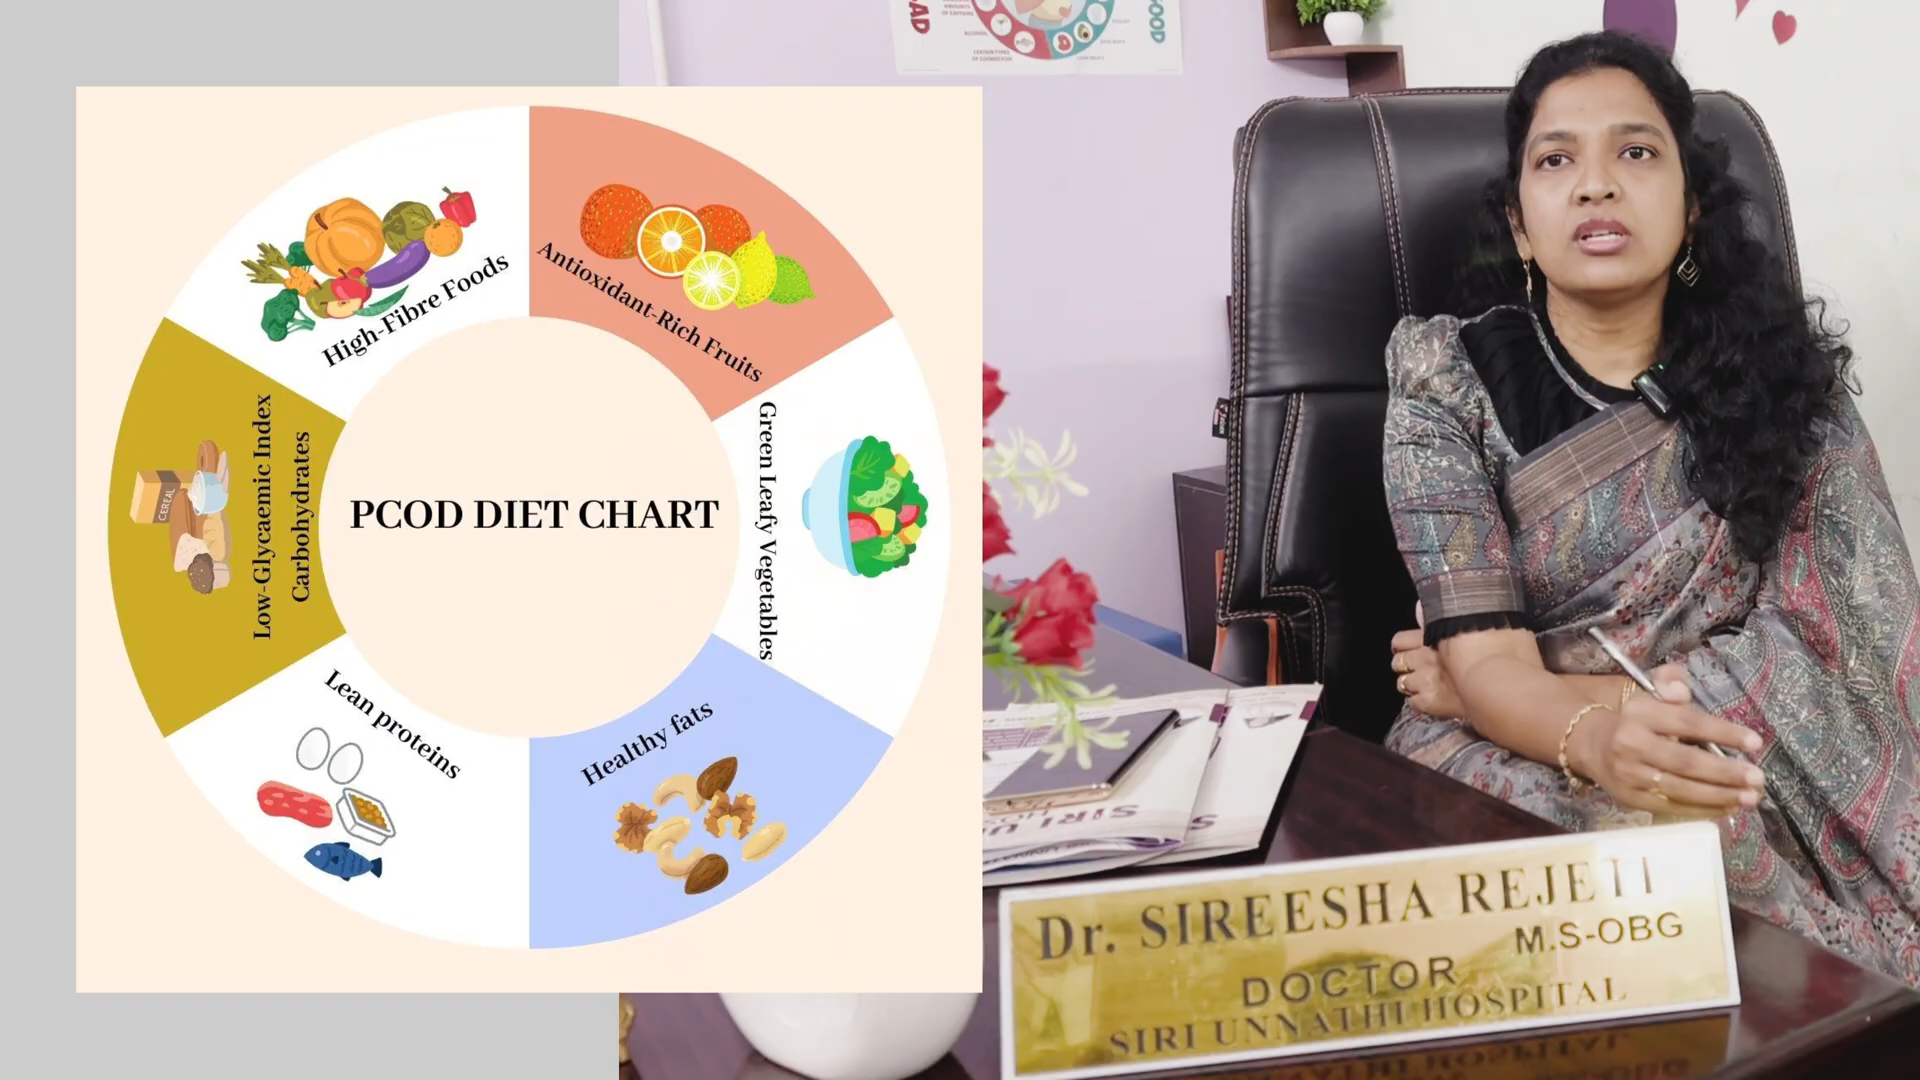 High-Fibre Foods
Antioxidant-Rich Fruits
Green Leafy Vegetables
Healthy fats
Lean proteins
Low-Glycaemic Index
Carbohydrates
CEREAL
PCOD DIET CHART
Dr. SIREESHA REJETI
M.S-OBG
DOCTOR
SIRI UNNATHI HOSPITAL